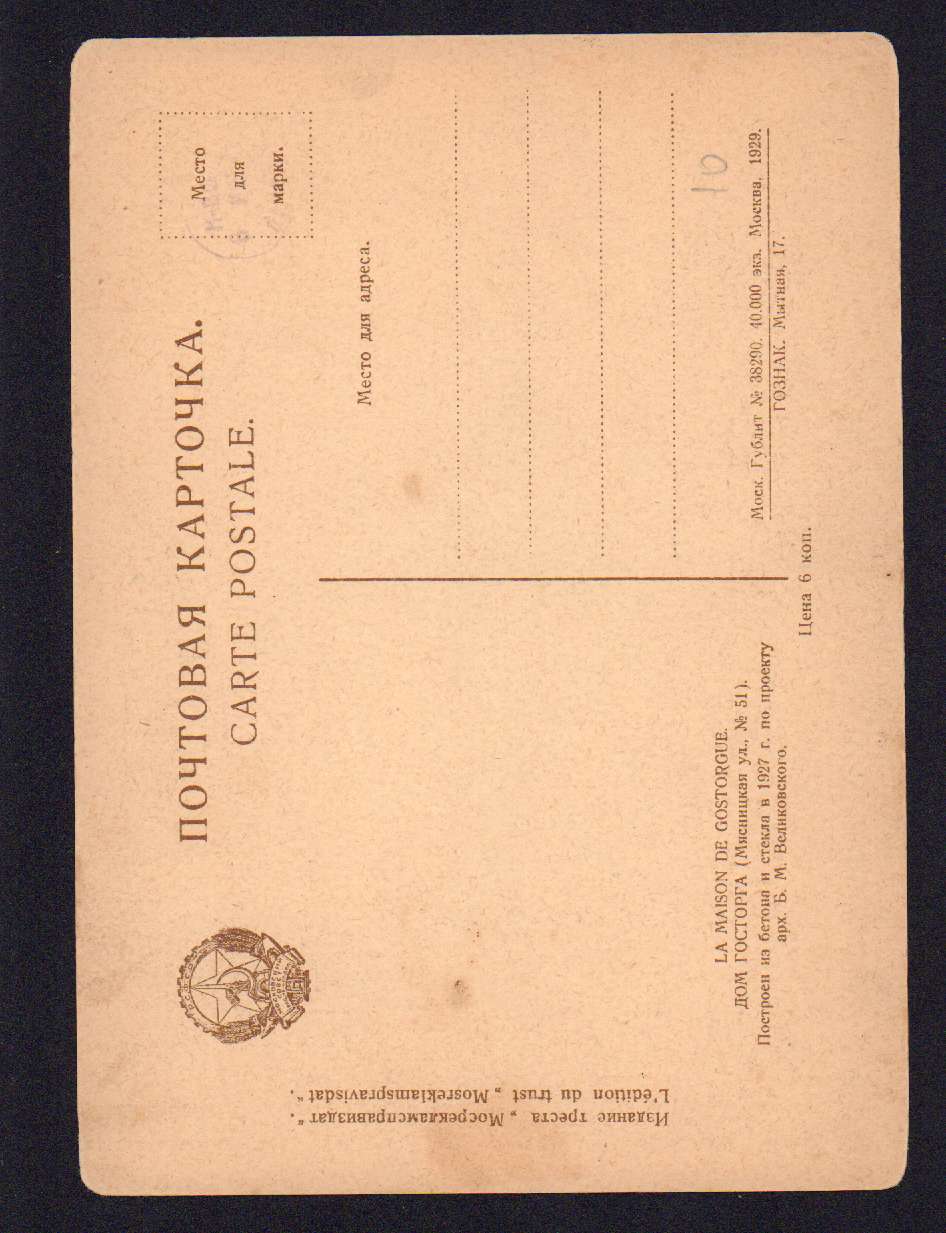 ПОЧТОВАЯ КАРТОЧКА.
CARTE POSTALE.
Место
для
марки.
Место для адреса.
LA MAISON DE GOSTORGUE.
ДОМ ГОСТОРГА (Мясницкая ул., № 51).
Построен из бетона и стекла в 1927 г. по проекту
арх. Б. М. Великовского.
Цена 6 коп.
10
Моск. Гублит № 38290. 40.000 экз. Москва, 1929.
ГОЗНАК. Мытная, 17.
Издание треста „Мосрекламсправиздат“.
L'édition du trust „Mosreklamspravisdat“.